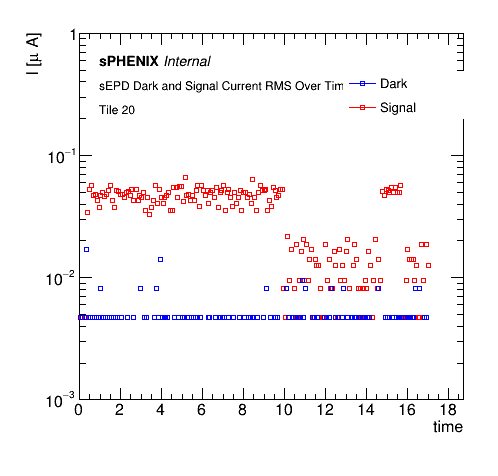 I [μ A]
1
sPHENIX Internal
sEPD Dark and Signal Current RMS Over Tim
Tile 20
Dark
Signal
10⁻¹
10⁻²
10⁻³
0 2 4 6 8 10 12 14 16 18
time